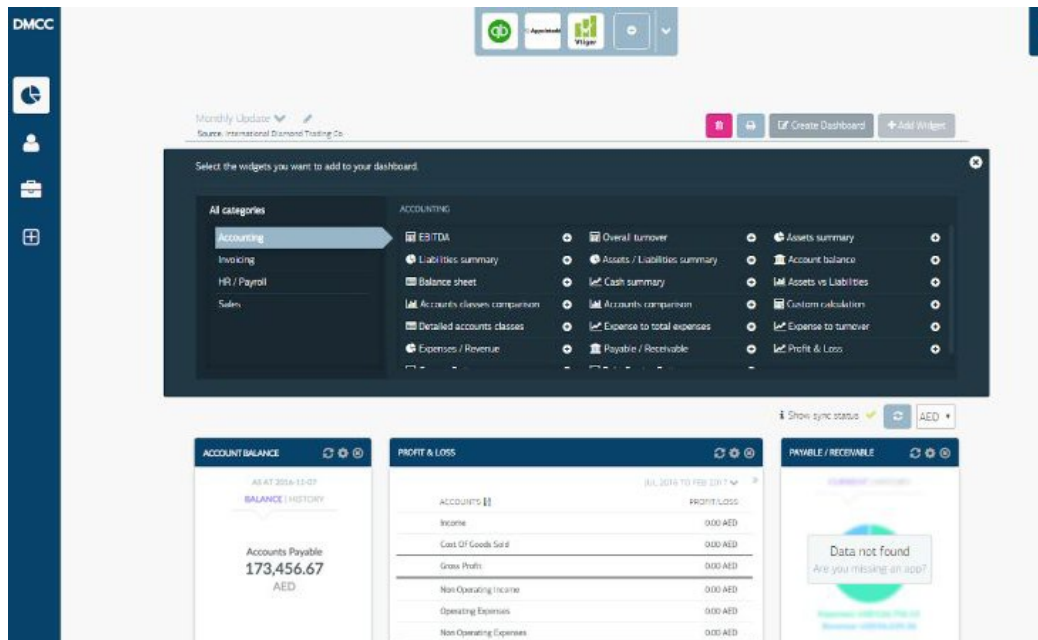 DMCC
qb
Vtiger
Monthly Update
Source: International Diamond Trading Co
Create Dashboard
+ Add Widget
Select the widgets you want to add to your dashboard.
All categories
Accounting
Invoicing
HR / Payroll
Sales
ACCOUNTING
EBITDA
Overall turnover
Assets summary
Liabilities summary
Assets / Liabilities summary
Account balance
Balance sheet
Cash summary
Assets vs Liabilities
Accounts classes comparison
Accounts comparison
Custom calculation
Detailed accounts classes
Expense to total expenses
Expense to turnover
Expenses / Revenue
Payable / Receivable
Profit & Loss
Show sync status
AED
ACCOUNT BALANCE
AS AT 2016-11-07
BALANCE | HISTORY
Accounts Payable
173,456.67
AED
PROFIT & LOSS
JUL 2016 TO FEB 2017
ACCOUNTS
PROFIT/LOSS
Income 0.00 AED
Cost Of Goods Sold 0.00 AED
Gross Profit 0.00 AED
Non Operating Income 0.00 AED
Operating Expenses 0.00 AED
Non Operating Expenses 0.00 AED
PAYABLE / RECEIVABLE
Data not found
Are you missing an app?